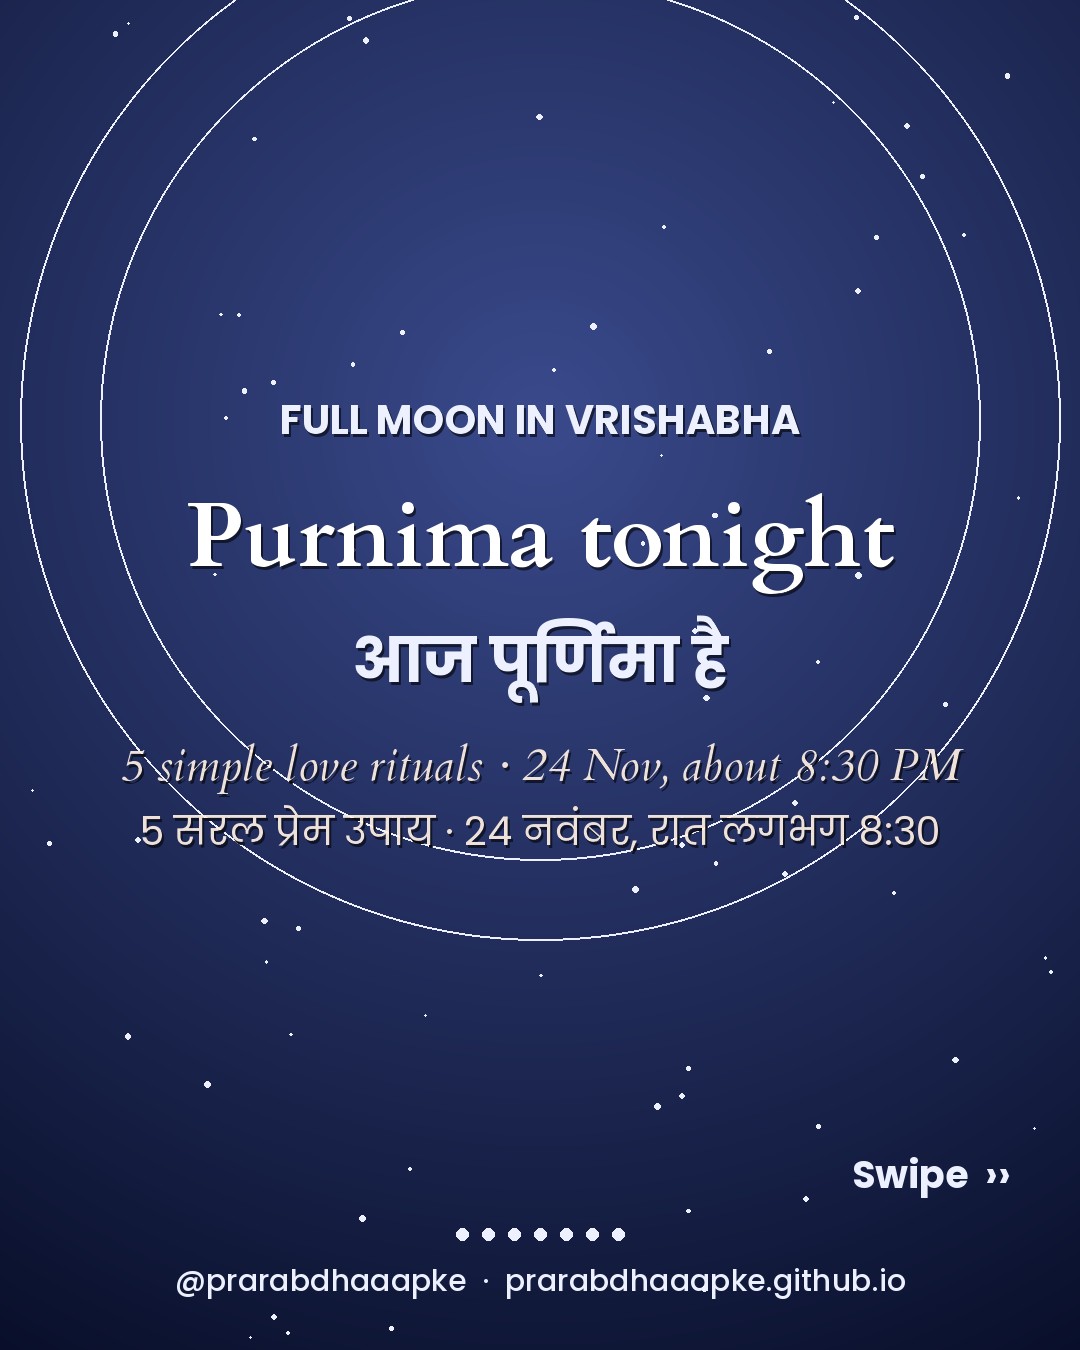 FULL MOON IN VRISHABHA
Purnima tonight
आज पूर्णिमा है
5 simple love rituals · 24 Nov, about 8:30 PM
5 सरल प्रेम उपाय · 24 नवंबर, रात लगभग 8:30
Swipe ››
@prarabdhaaapke · prarabdhaaapke.github.io